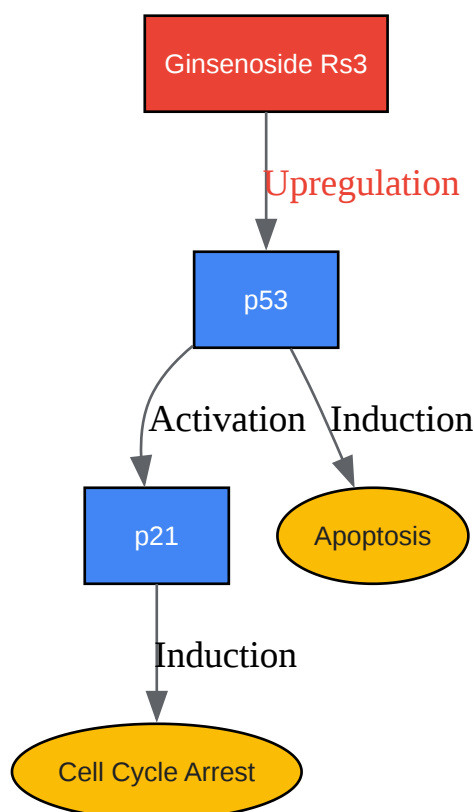 Ginsenoside Rs3
Upregulation
p53
Activation
Induction
p21
Apoptosis
Induction
Cell Cycle Arrest